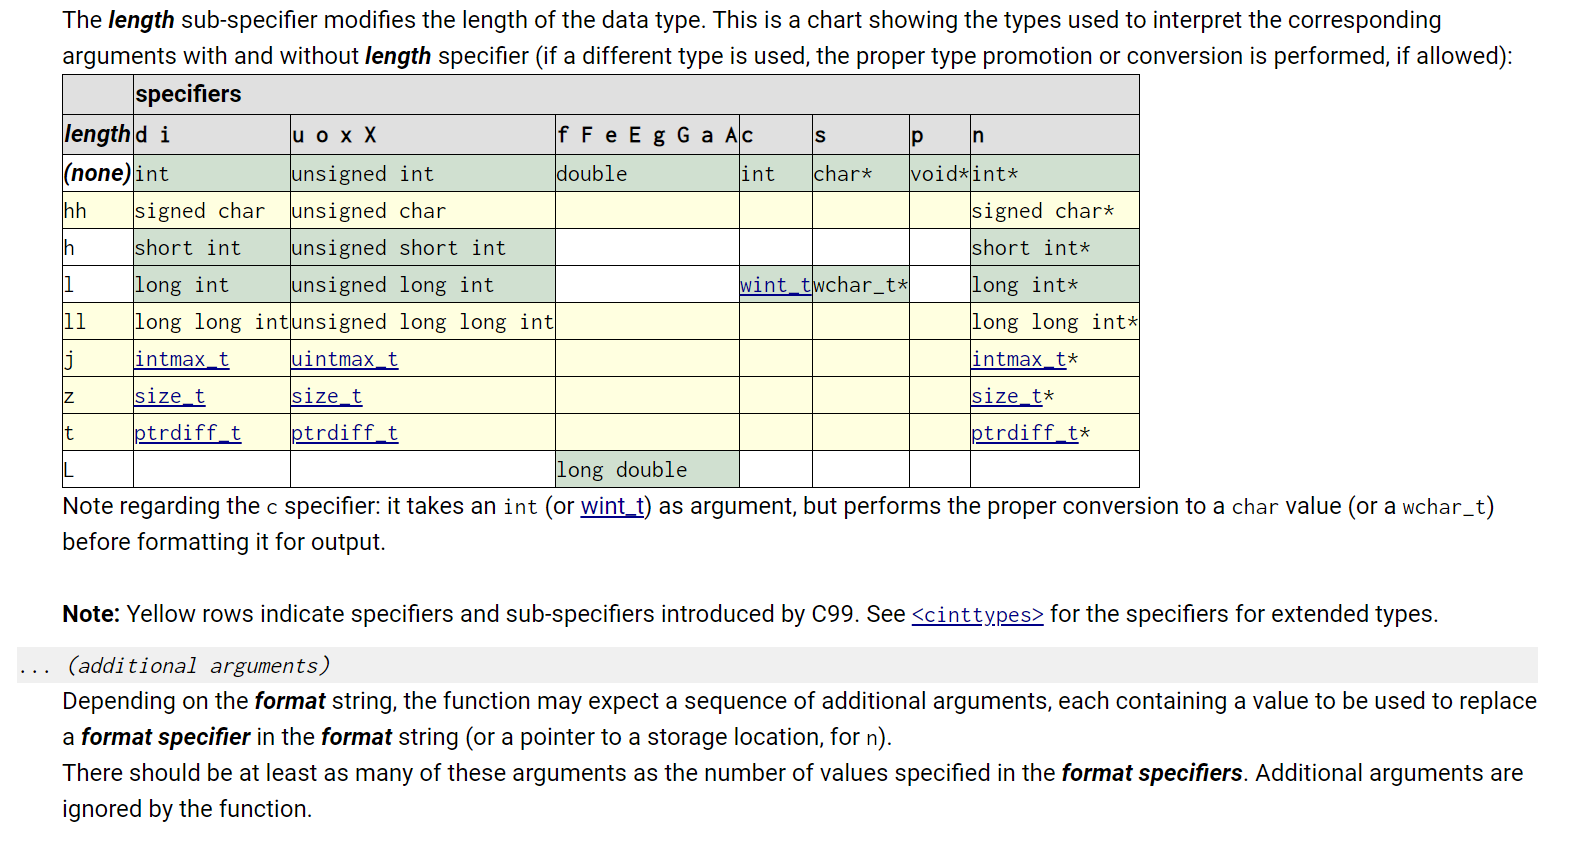 The length sub-specifier modifies the length of the data type. This is a chart showing the types used to interpret the corresponding
arguments with and without length specifier (if a different type is used, the proper type promotion or conversion is performed, if allowed):
specifiers
length d i u o x X f F e E g G a A c s p n
(none) int unsigned int double int char* void* int*
hh signed char unsigned char signed char*
h short int unsigned short int short int*
l long int unsigned long int wint_t wchar_t* long int*
ll long long int unsigned long long int long long int*
j intmax_t uintmax_t intmax_t*
z size_t size_t size_t*
t ptrdiff_t ptrdiff_t ptrdiff_t*
L long double
Note regarding the c specifier: it takes an int (or wint_t) as argument, but performs the proper conversion to a char value (or a wchar_t)
before formatting it for output.
Note: Yellow rows indicate specifiers and sub-specifiers introduced by C99. See <cinttypes> for the specifiers for extended types.
... (additional arguments)
Depending on the format string, the function may expect a sequence of additional arguments, each containing a value to be used to replace
a format specifier in the format string (or a pointer to a storage location, for n).
There should be at least as many of these arguments as the number of values specified in the format specifiers. Additional arguments are
ignored by the function.